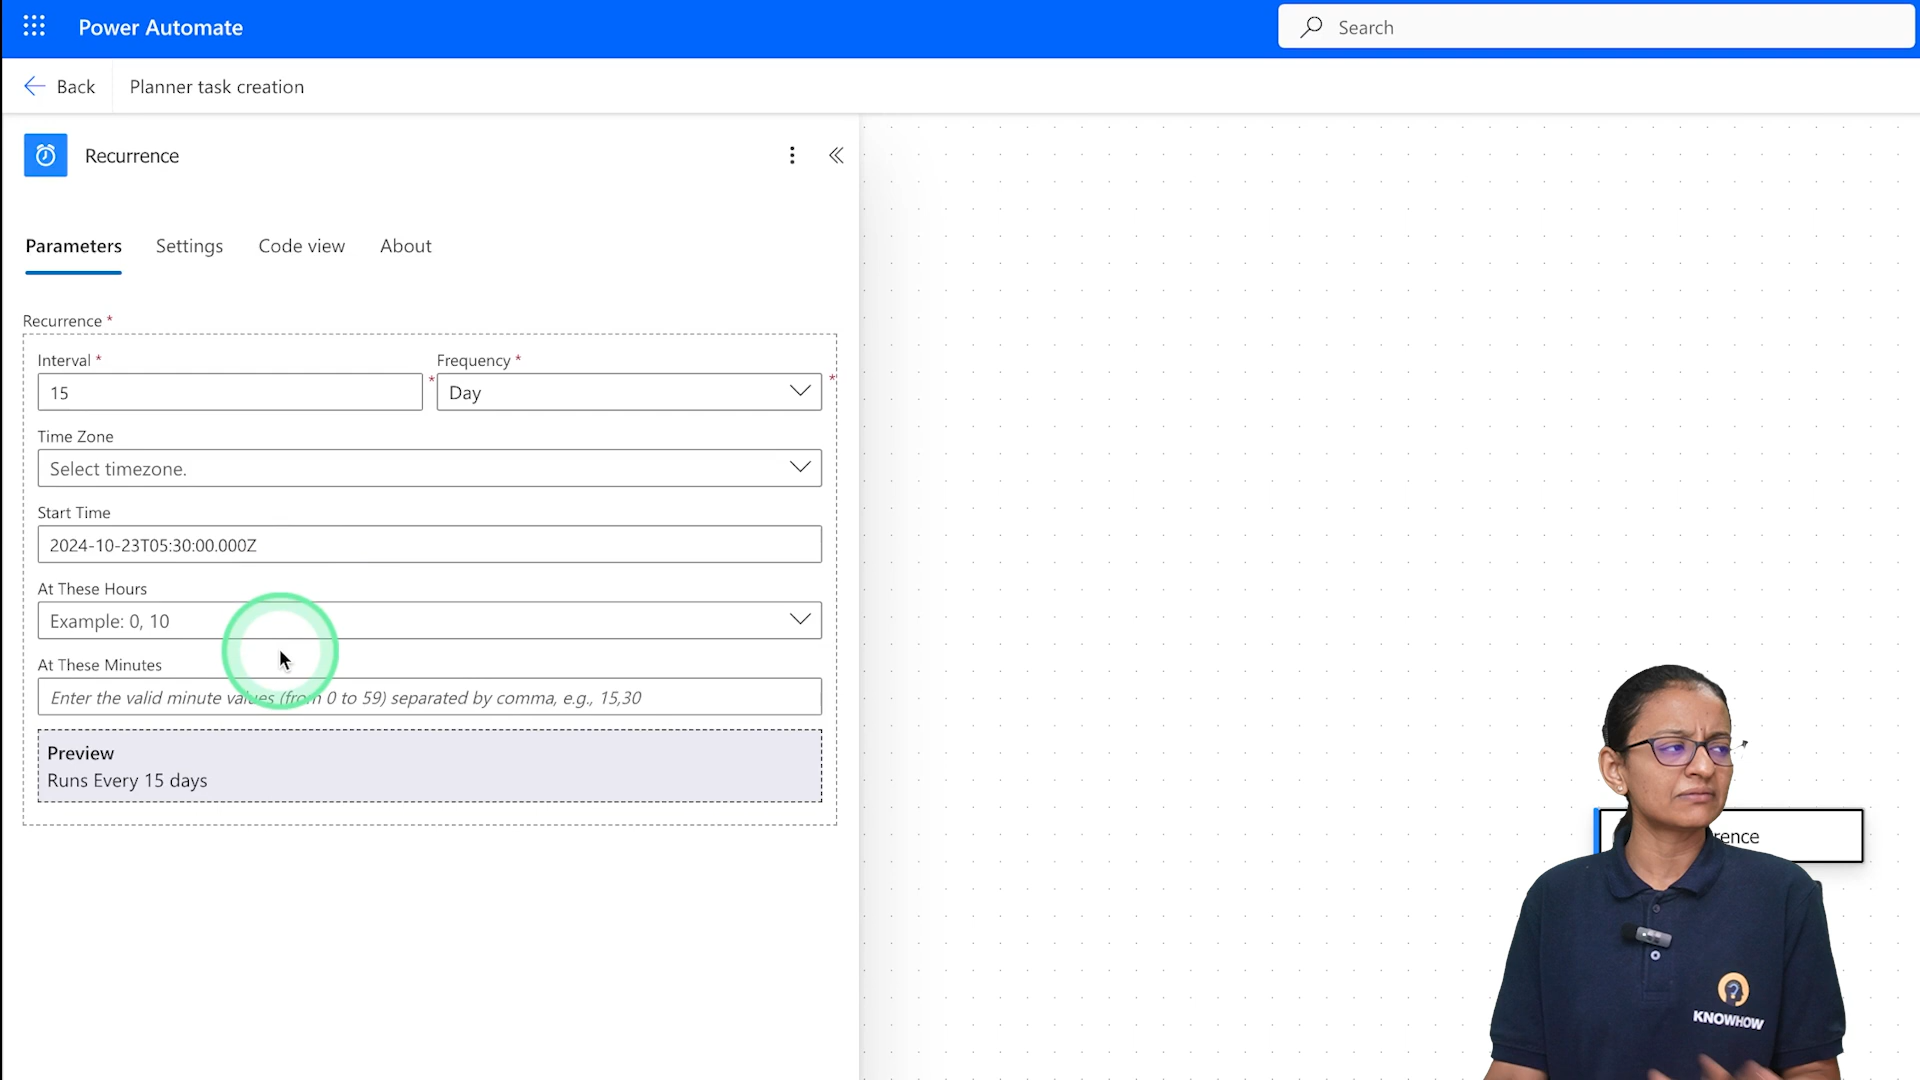 Power Automate
Search
Back
Planner task creation
Recurrence
Parameters
Settings
Code view
About
Recurrence *
Interval *
Frequency *
15
*
Day
*
Time Zone
Select timezone.
Start Time
2024-10-23T05:30:00.000Z
At These Hours
Example: 0, 10
At These Minutes
Enter the valid minute values (from 0 to 59) separated by comma, e.g., 15,30
Preview
Runs Every 15 days
rence
KNOWHOW